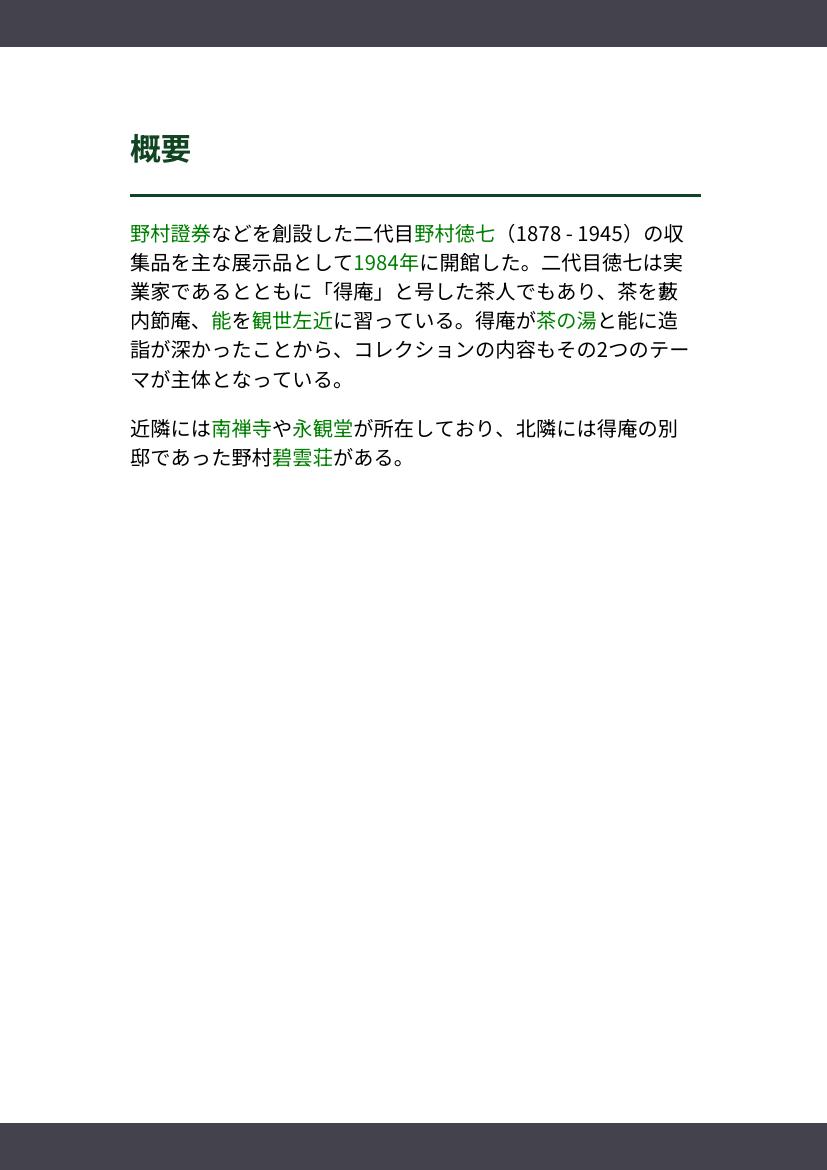 概要
野村證券などを創設した二代目野村徳七（1878 - 1945）の収
集品を主な展示品として1984年に開館した。二代目徳七は実
業家であるとともに「得庵」と号した茶人でもあり、茶を藪
内節庵、能を観世左近に習っている。得庵が茶の湯と能に造
詣が深かったことから、コレクションの内容もその2つのテー
マが主体となっている。
近隣には南禅寺や永観堂が所在しており、北隣には得庵の別
邸であった野村碧雲荘がある。